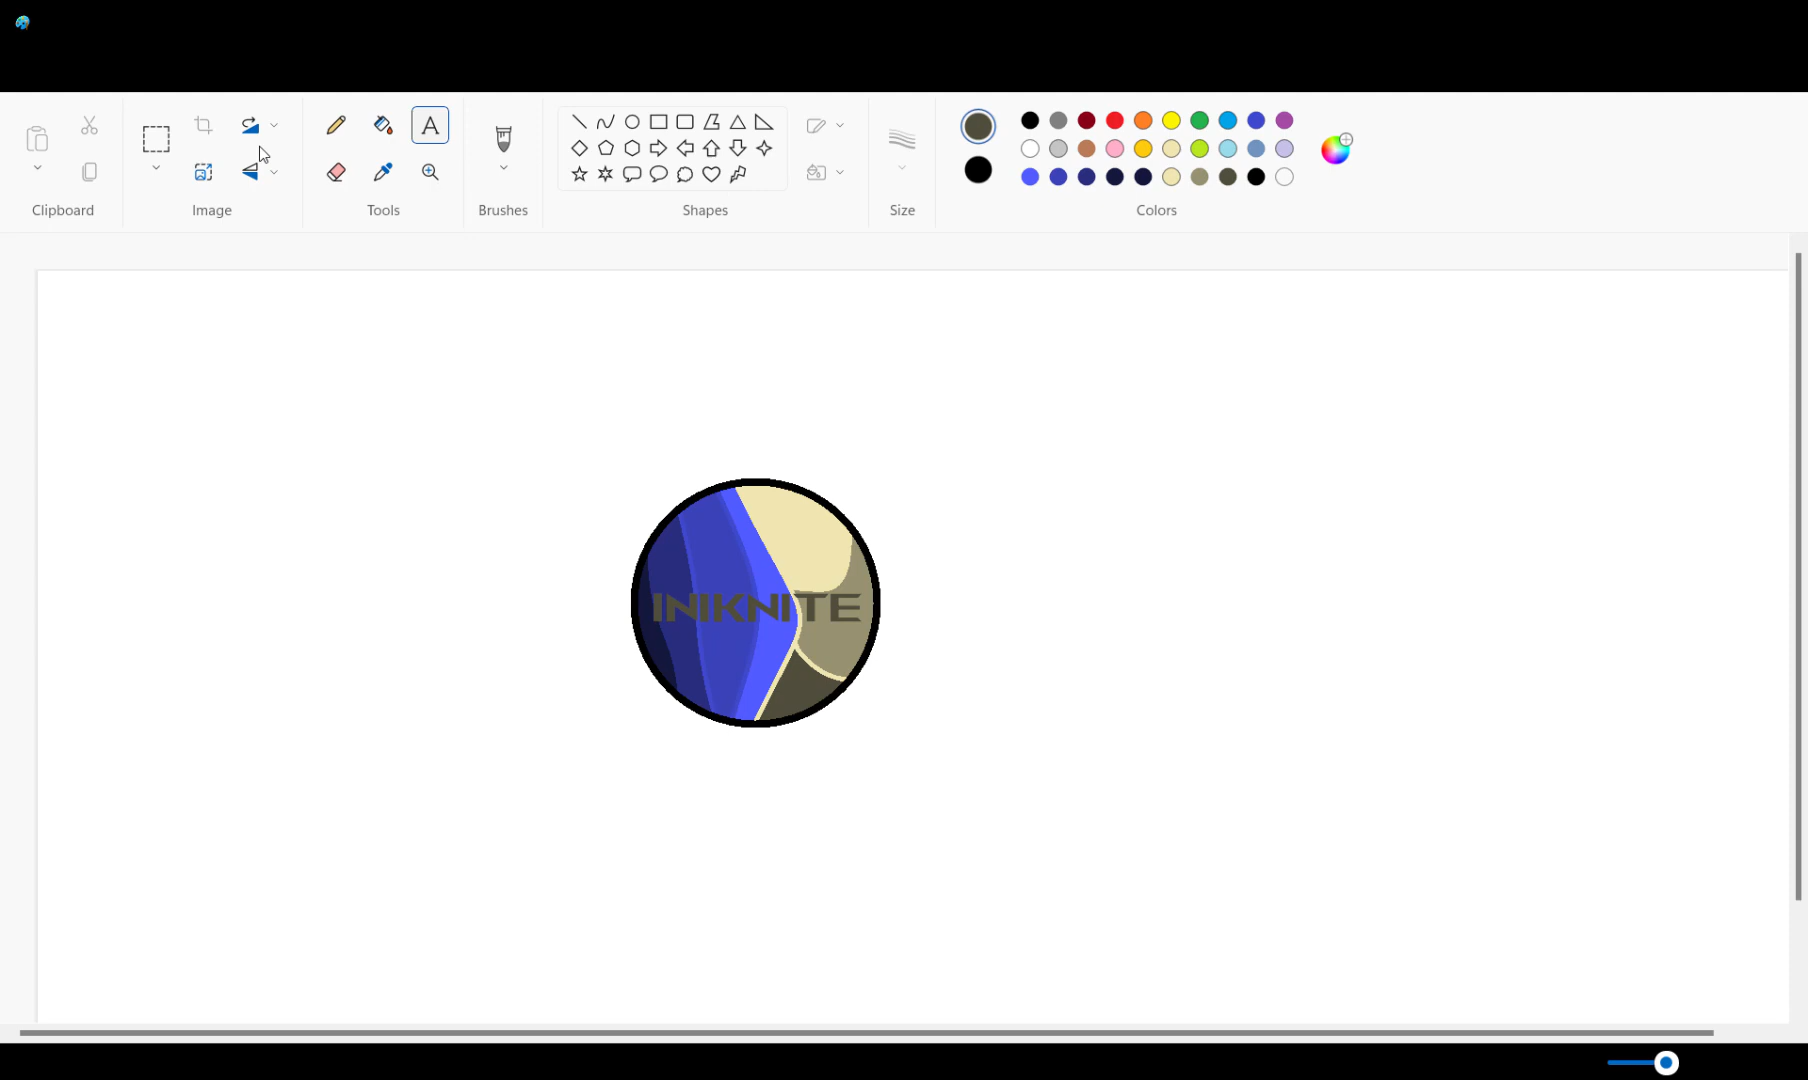 Clipboard
Image
Tools
Brushes
Shapes
Size
Colors
INIKNITE